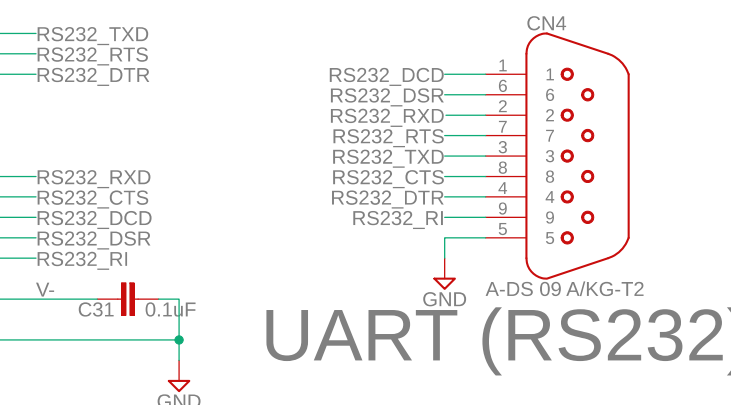 RS232_TXD
RS232_RTS
RS232_DTR
RS232_RXD
RS232_CTS
RS232_DCD
RS232_DSR
RS232_RI
V-
C31 0.1uF
GND
CN4
RS232_DCD 1 1
RS232_DSR 6 6
RS232_RXD 2 2
RS232_RTS 7 7
RS232_TXD 3 3
RS232_CTS 8 8
RS232_DTR 4 4
RS232_RI 9 9
5 5
GND
A-DS 09 A/KG-T2
UART (RS232)